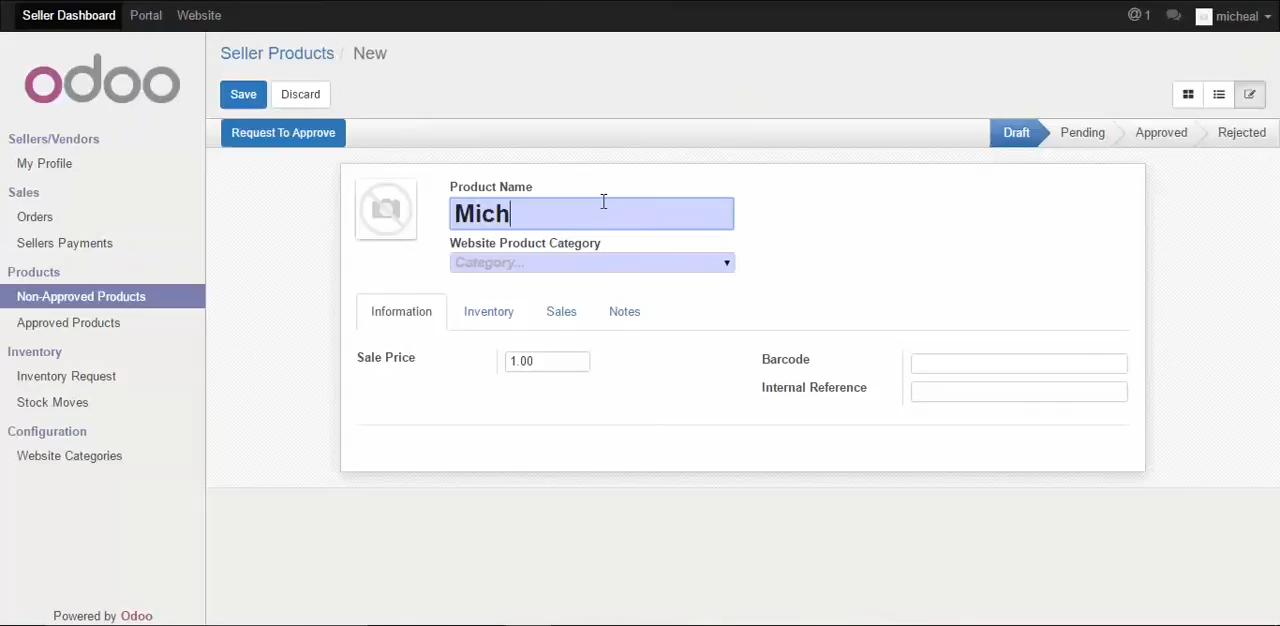 Seller Dashboard Portal Website @ 1 micheal
odoo
Seller Products / New
Save Discard
Request To Approve Draft Pending Approved Rejected
Sellers/Vendors
My Profile
Sales
Orders
Sellers Payments
Products
Non-Approved Products
Approved Products
Inventory
Inventory Request
Stock Moves
Configuration
Website Categories
Powered by Odoo
Product Name
Mich
Website Product Category
Category...
Information Inventory Sales Notes
Sale Price 1.00
Barcode
Internal Reference